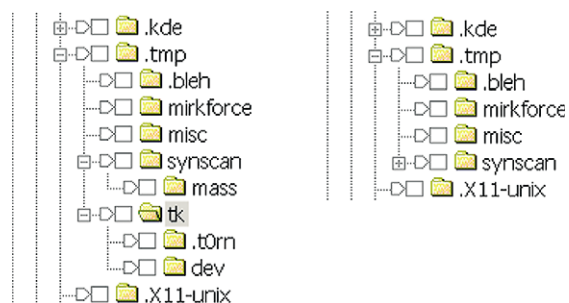 .kde
.tmp
.bleh
mirkforce
misc
synscan
mass
tk
.t0rn
dev
.X11-unix
.kde
.tmp
.bleh
mirkforce
misc
synscan
.X11-unix